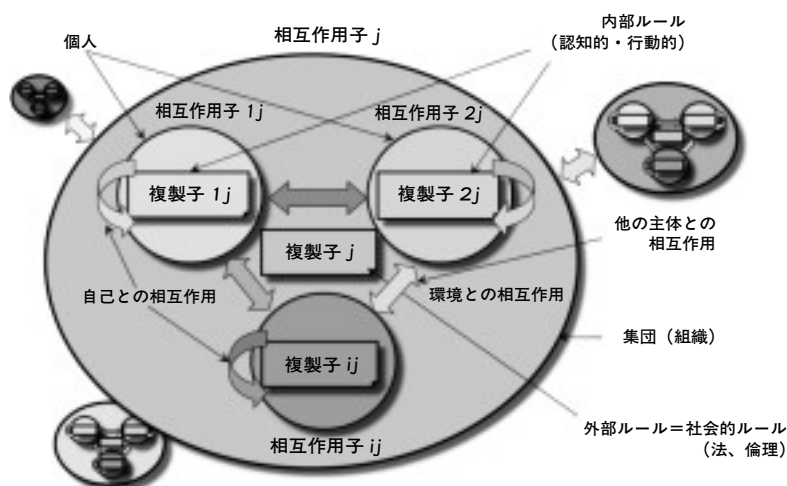 個人
相互作用子 j
内部ルール
（認知的・行動的）
相互作用子 1j
相互作用子 2j
複製子 1j
複製子 2j
複製子 j
他の主体との
相互作用
自己との相互作用
環境との相互作用
集団（組織）
複製子 ij
相互作用子 ij
外部ルール＝社会的ルール
（法、倫理）